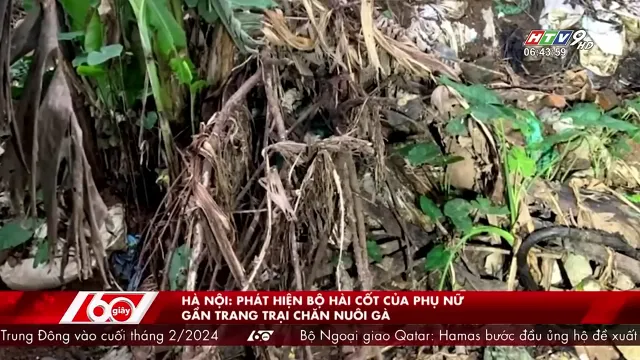 HTV9 HD
06:43:59
HÀ NỘI: PHÁT HIỆN BỘ HÀI CỐT CỦA PHỤ NỮ
GẦN TRANG TRẠI CHĂN NUÔI GÀ
60 giây
Trung Đông vào cuối tháng 2/2024
Bộ Ngoại giao Qatar: Hamas bước đầu ủng hộ đề xuất